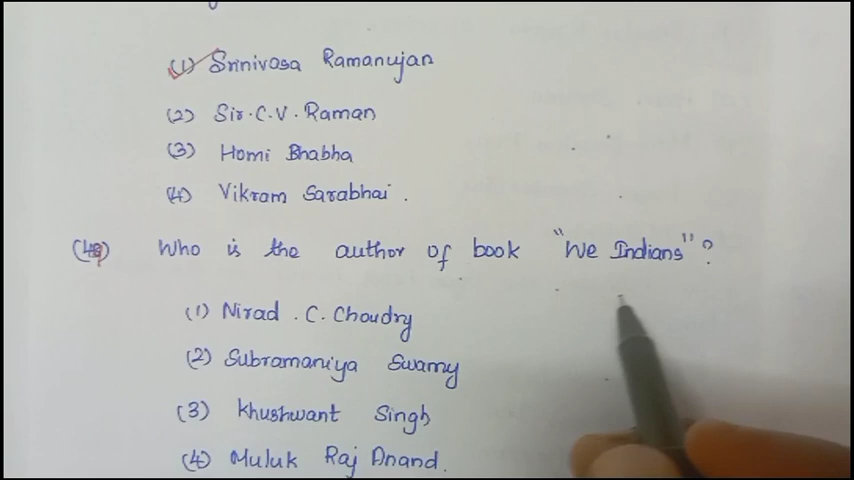 (1) Srinivasa Ramanujan
(2) Sir.C.V.Raman
(3) Homi Bhabha
(4) Vikram Sarabhai.
Who is the author of book "We Indians"?
(1) Nirad . C. Choudry
(2) Subramaniya Swamy
(3) Khushwant Singh
(4) Muluk Raj Anand.